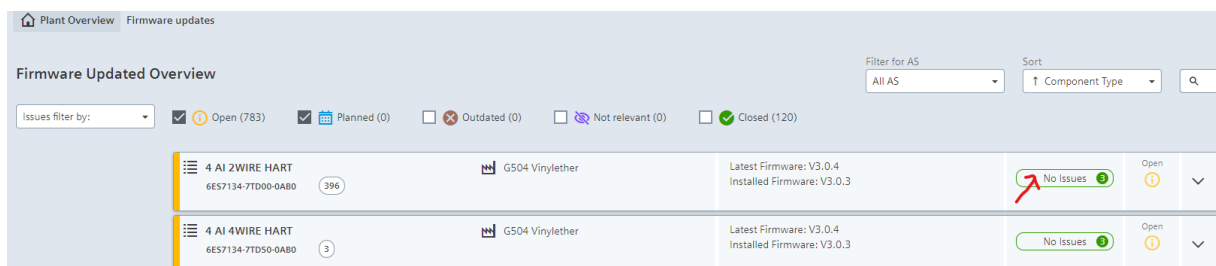 Plant Overview Firmware updates
Firmware Updated Overview
Filter for AS
Sort
All AS
↑ Component Type
Issues filter by:
Open (783)
Planned (0)
Outdated (0)
Not relevant (0)
Closed (120)
4 AI 2WIRE HART
6ES7134-7TD00-0AB0
396
G504 Vinylether
Latest Firmware: V3.0.4
Installed Firmware: V3.0.3
No Issues 3
Open
4 AI 4WIRE HART
6ES7134-7TD50-0AB0
3
G504 Vinylether
Latest Firmware: V3.0.4
Installed Firmware: V3.0.3
No Issues 3
Open